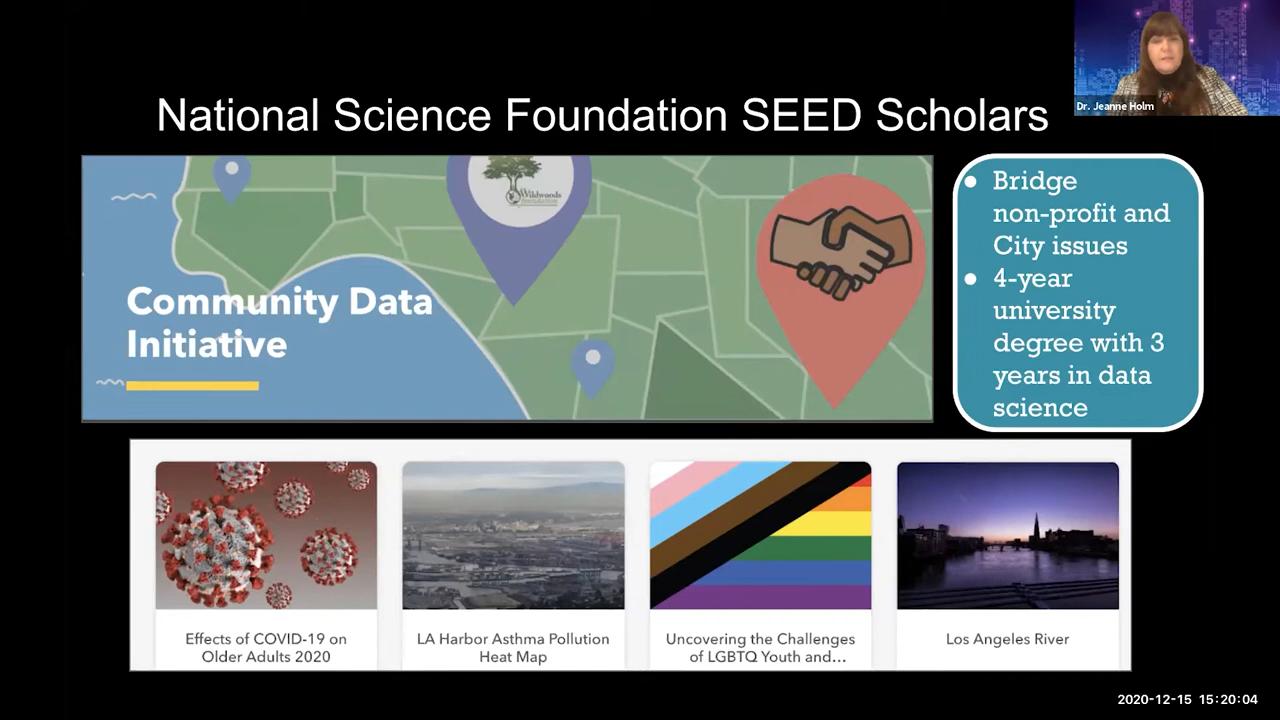 Dr. Jeanne Holm
National Science Foundation SEED Scholars
Wildwoods
Community Data
Initiative
● Bridge
non-profit and
City issues
● 4-year
university
degree with 3
years in data
science
Effects of COVID-19 on
Older Adults 2020
LA Harbor Asthma Pollution
Heat Map
Uncovering the Challenges
of LGBTQ Youth and...
Los Angeles River
2020-12-15 15:20:04